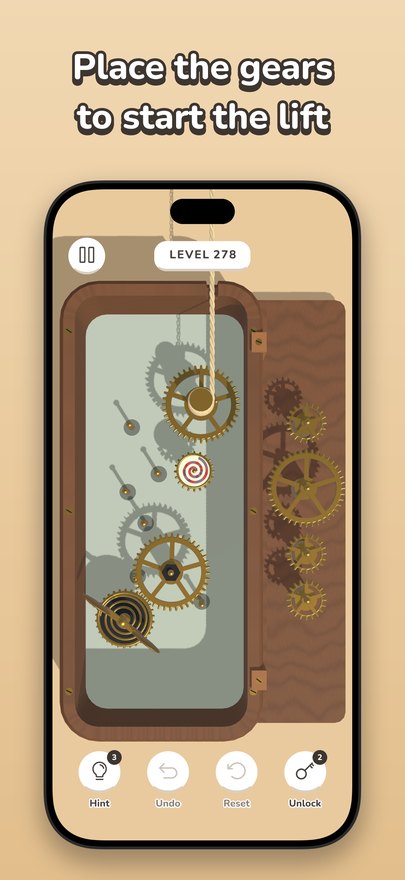 Place the gears
to start the lift
LEVEL 278
3
2
Hint
Undo
Reset
Unlock